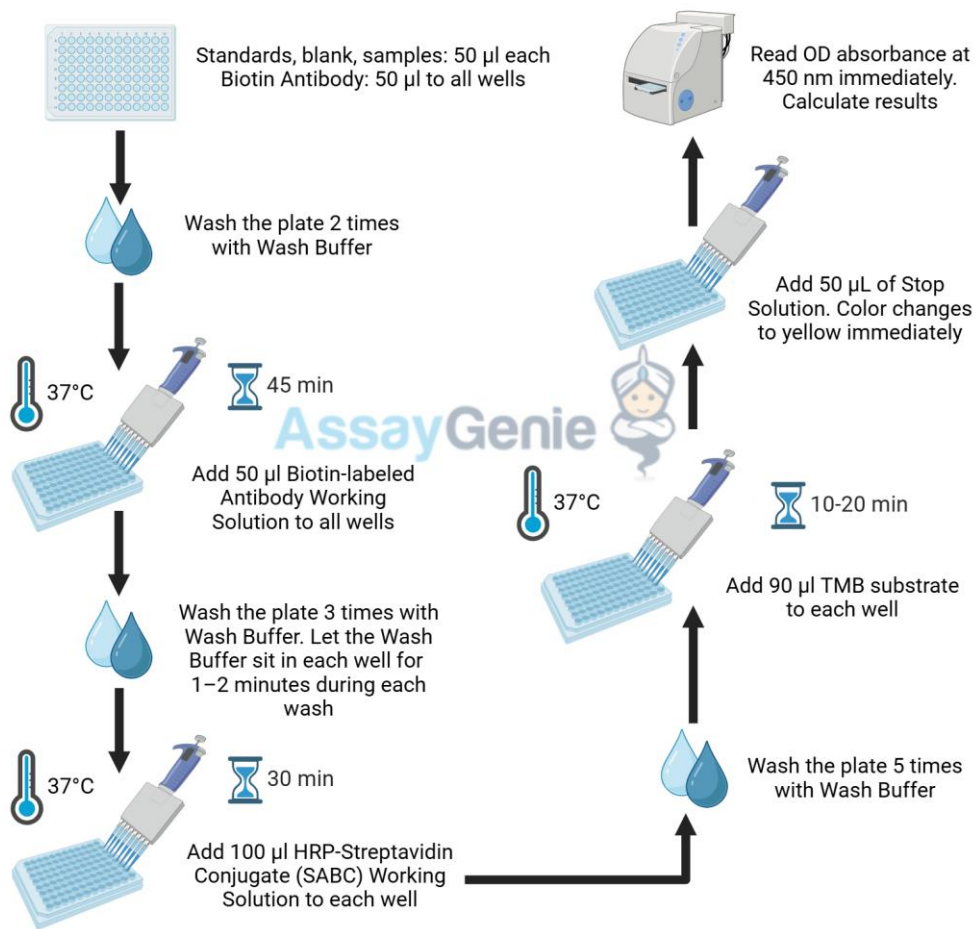 Standards, blank, samples: 50 µl each
Biotin Antibody: 50 µl to all wells
Wash the plate 2 times
with Wash Buffer
37°C
45 min
Add 50 µl Biotin-labeled
Antibody Working
Solution to all wells
Wash the plate 3 times with
Wash Buffer. Let the Wash
Buffer sit in each well for
1–2 minutes during each
wash
37°C
30 min
Add 100 µl HRP-Streptavidin
Conjugate (SABC) Working
Solution to each well
Wash the plate 5 times
with Wash Buffer
37°C
10-20 min
Add 90 µl TMB substrate
to each well
Add 50 µL of Stop
Solution. Color changes
to yellow immediately
Read OD absorbance at
450 nm immediately.
Calculate results
AssayGenie